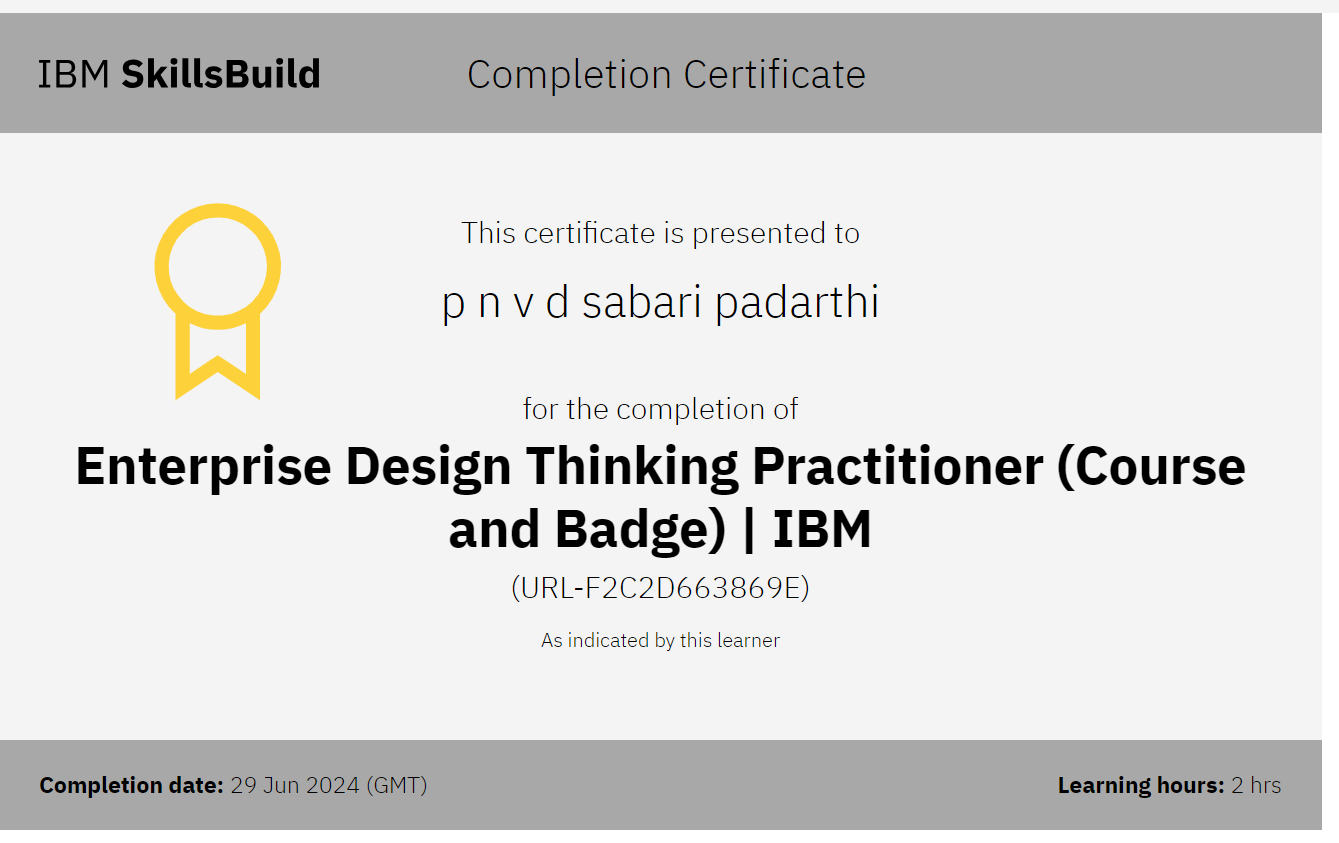 IBM SkillsBuild
Completion Certificate
This certificate is presented to
p n v d sabari padarthi
for the completion of
Enterprise Design Thinking Practitioner (Course
and Badge) | IBM
(URL-F2C2D663869E)
As indicated by this learner
Completion date: 29 Jun 2024 (GMT)
Learning hours: 2 hrs